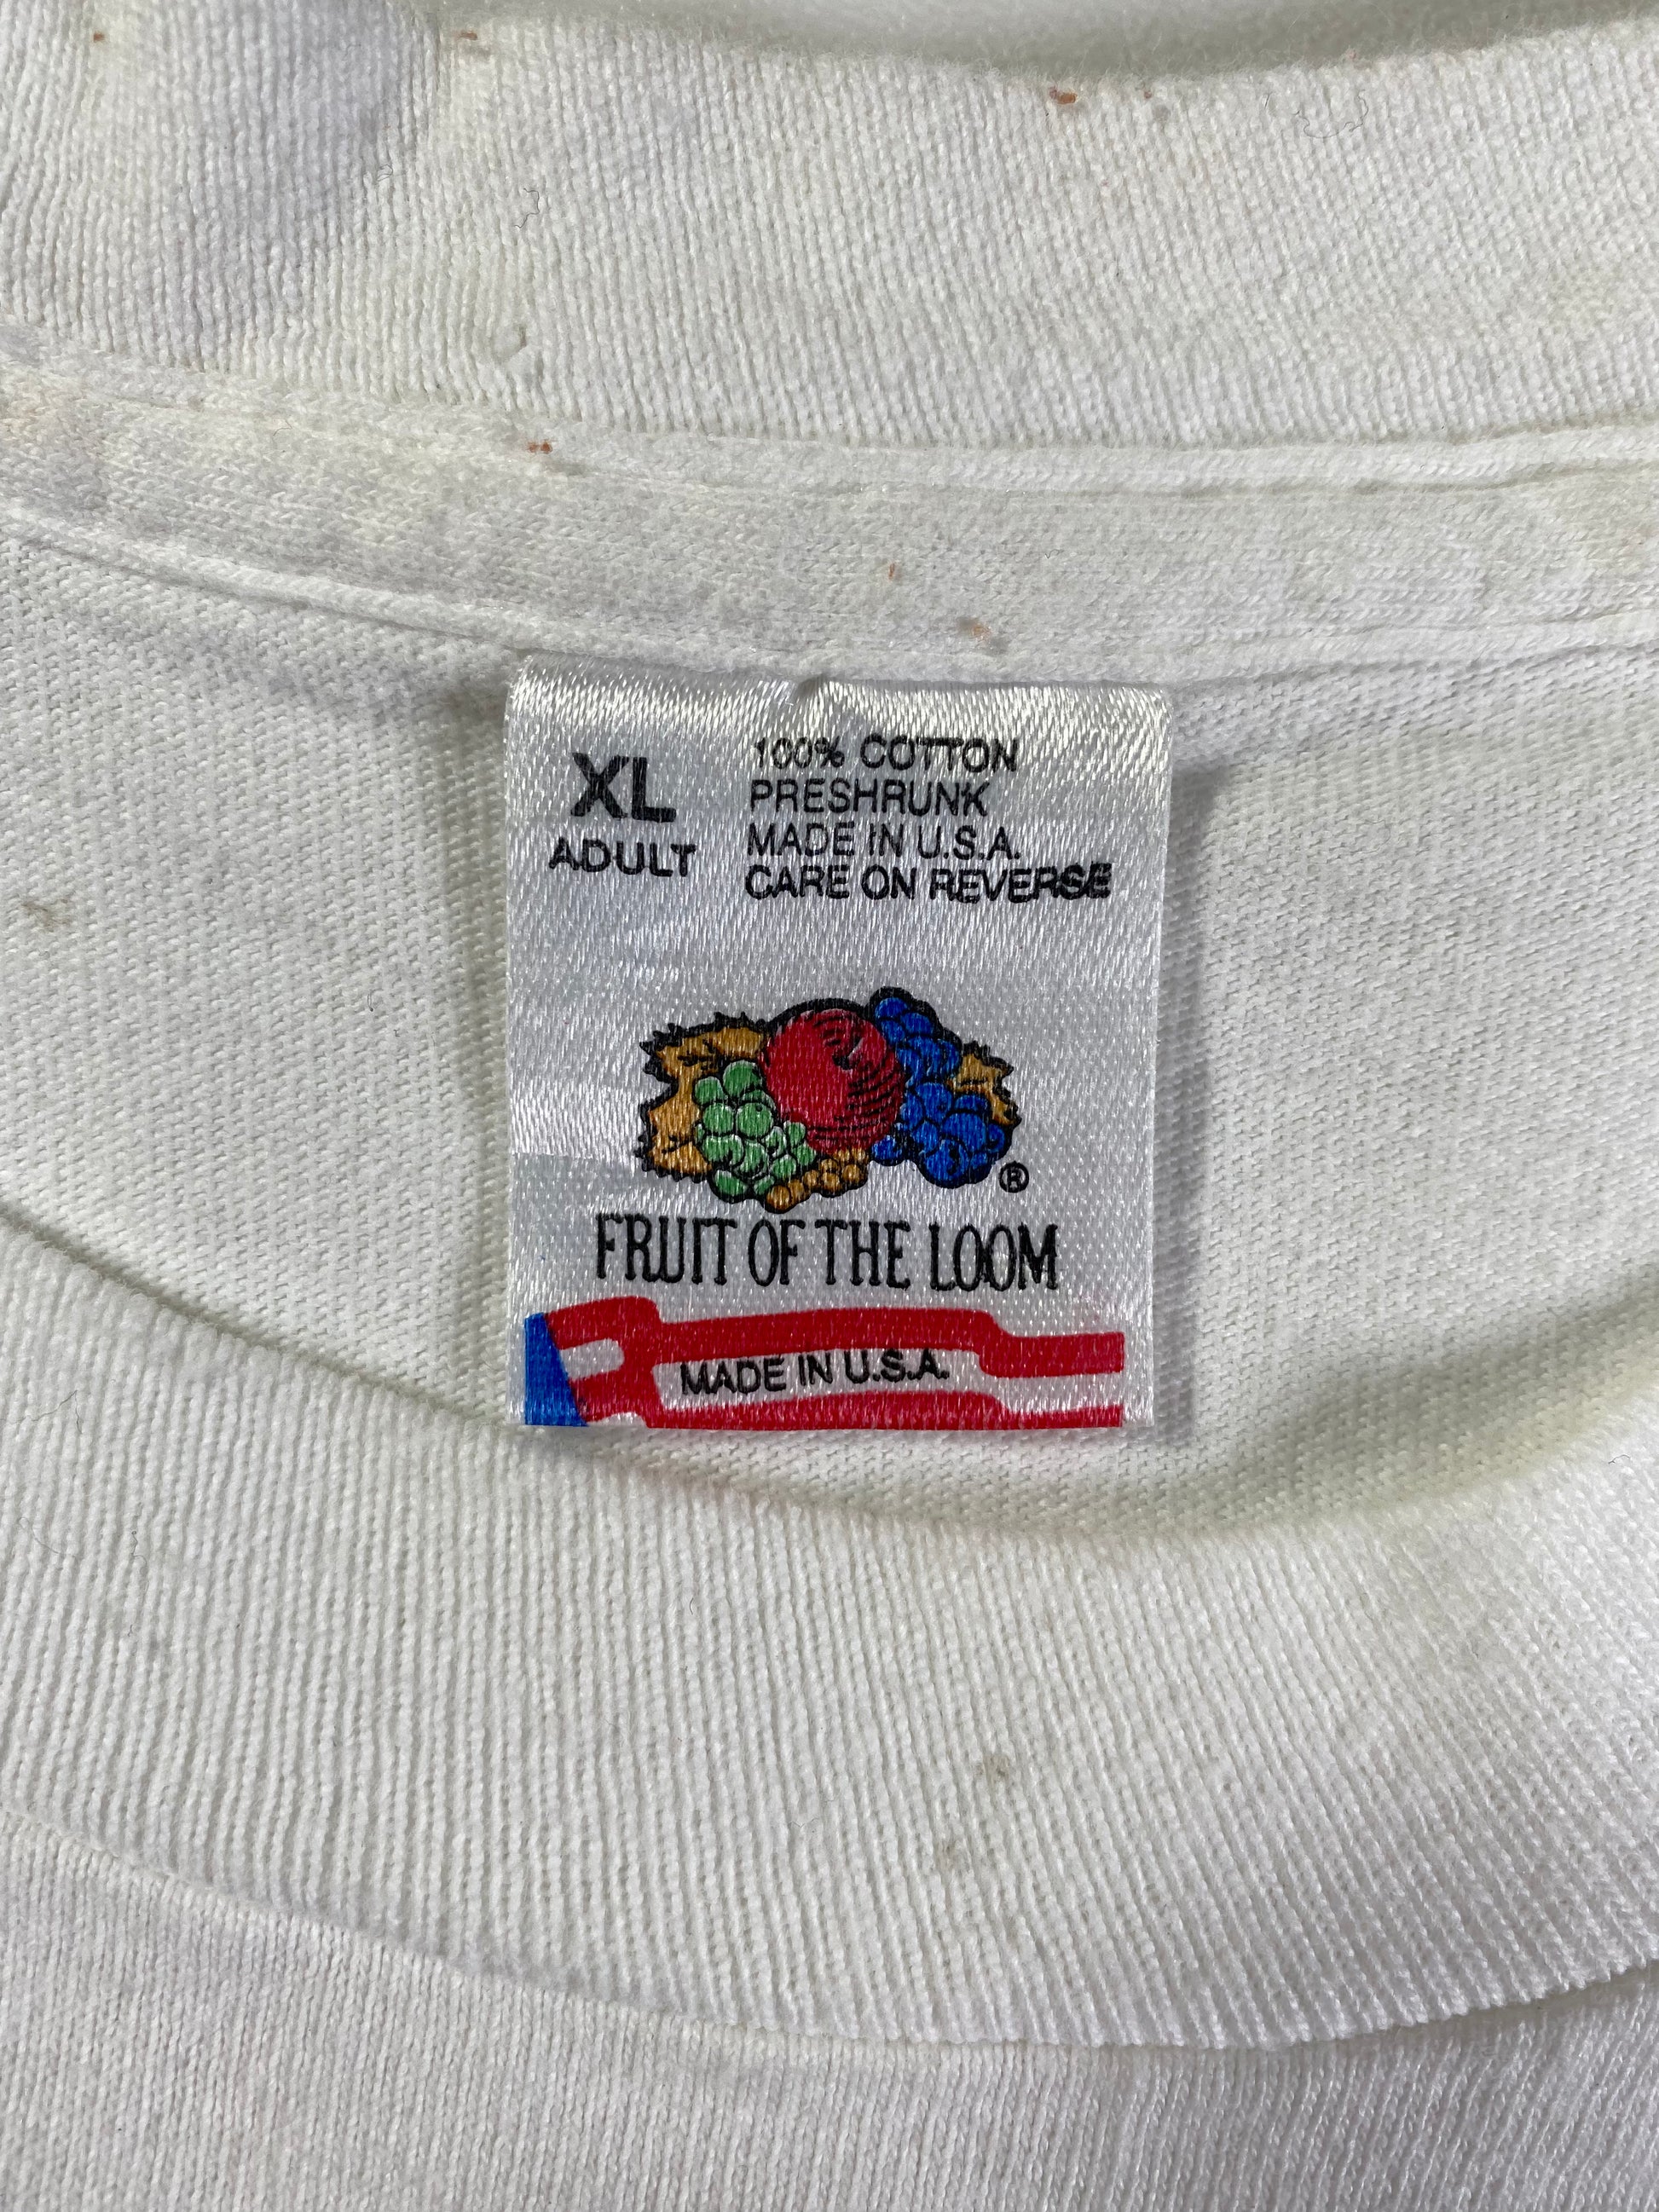 XL
ADULT
100% COTTON
PRESHRUNK
MADE IN U.S.A.
CARE ON REVERSE
®
FRUIT OF THE LOOM
MADE IN U.S.A.